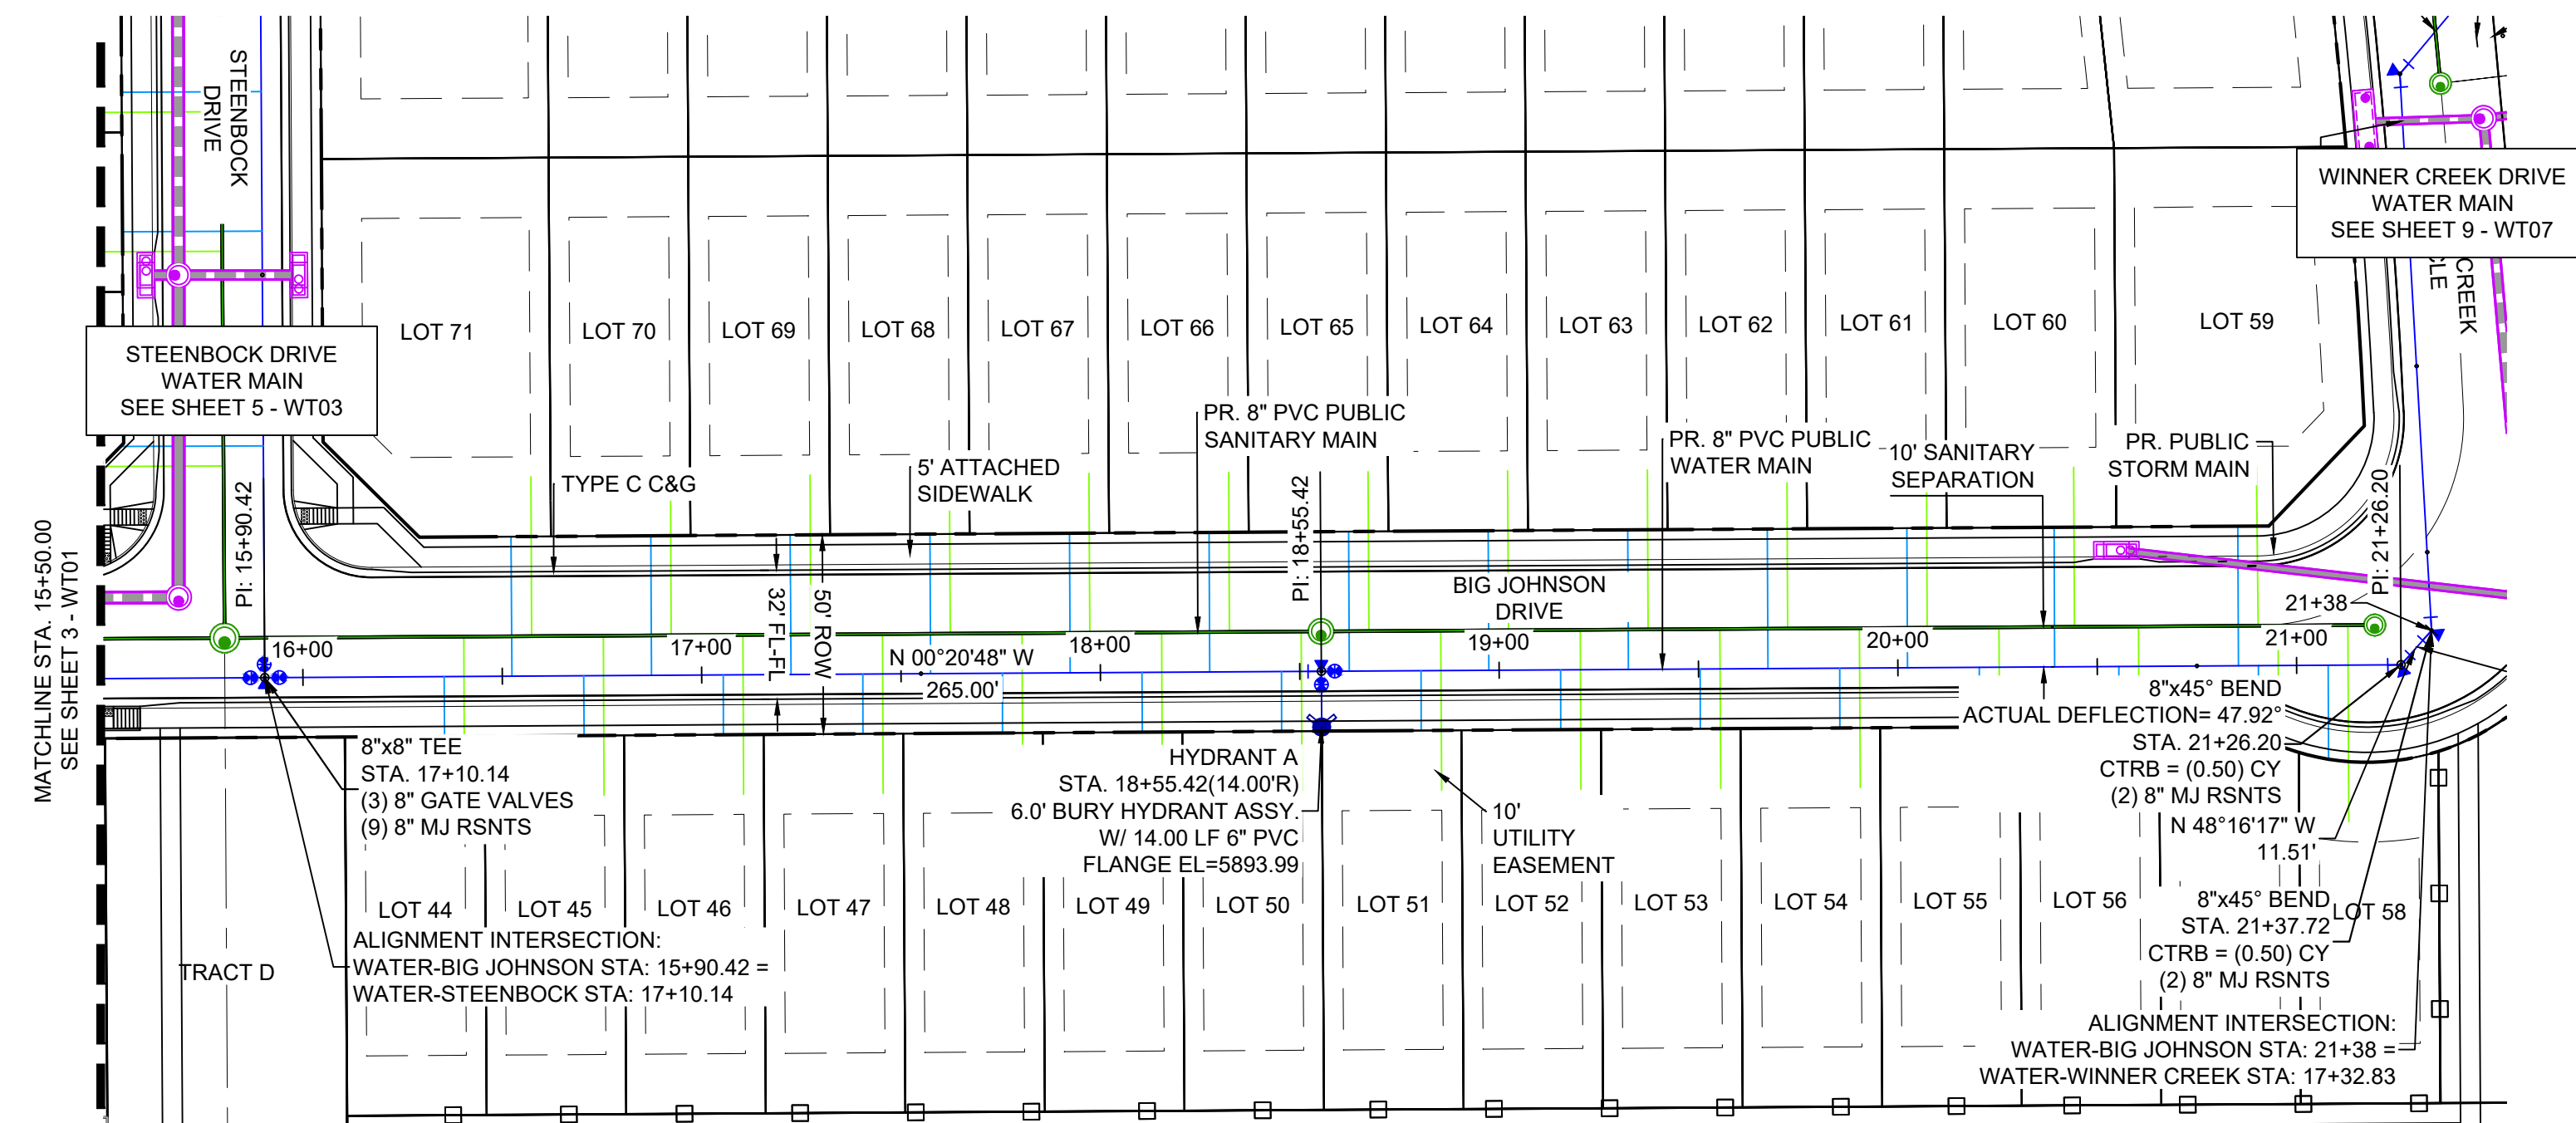 STEENBOCK
DRIVE
WINNER CREEK DRIVE
WATER MAIN
SEE SHEET 9 - WT07
CREEK
CLE
STEENBOCK DRIVE
WATER MAIN
SEE SHEET 5 - WT03
LOT 71
LOT 70
LOT 69
LOT 68
LOT 67
LOT 66
LOT 65
LOT 64
LOT 63
LOT 62
LOT 61
LOT 60
LOT 59
PR. 8" PVC PUBLIC
SANITARY MAIN
PR. 8" PVC PUBLIC
WATER MAIN
10' SANITARY
SEPARATION
PR. PUBLIC
STORM MAIN
TYPE C C&G
5' ATTACHED
SIDEWALK
MATCHLINE STA. 15+50.00
SEE SHEET 3 - WT01
PI: 15+90.42
PI: 18+55.42
PI: 21+26.20
BIG JOHNSON
DRIVE
32' FL-FL
50' ROW
21+38
16+00
17+00
18+00
19+00
20+00
21+00
N 00°20'48" W
265.00'
8"x8" TEE
STA. 17+10.14
(3) 8" GATE VALVES
(9) 8" MJ RSNTS
HYDRANT A
STA. 18+55.42(14.00'R)
6.0' BURY HYDRANT ASSY.
W/ 14.00 LF 6" PVC
FLANGE EL=5893.99
10'
UTILITY
EASEMENT
8"x45° BEND
ACTUAL DEFLECTION= 47.92°
STA. 21+26.20
CTRB = (0.50) CY
(2) 8" MJ RSNTS
N 48°16'17" W
11.51'
8"x45° BEND
STA. 21+37.72
CTRB = (0.50) CY
(2) 8" MJ RSNTS
LOT 44
LOT 45
LOT 46
LOT 47
LOT 48
LOT 49
LOT 50
LOT 51
LOT 52
LOT 53
LOT 54
LOT 55
LOT 56
LOT 58
TRACT D
ALIGNMENT INTERSECTION:
WATER-BIG JOHNSON STA: 15+90.42 =
WATER-STEENBOCK STA: 17+10.14
ALIGNMENT INTERSECTION:
WATER-BIG JOHNSON STA: 21+38 =
WATER-WINNER CREEK STA: 17+32.83